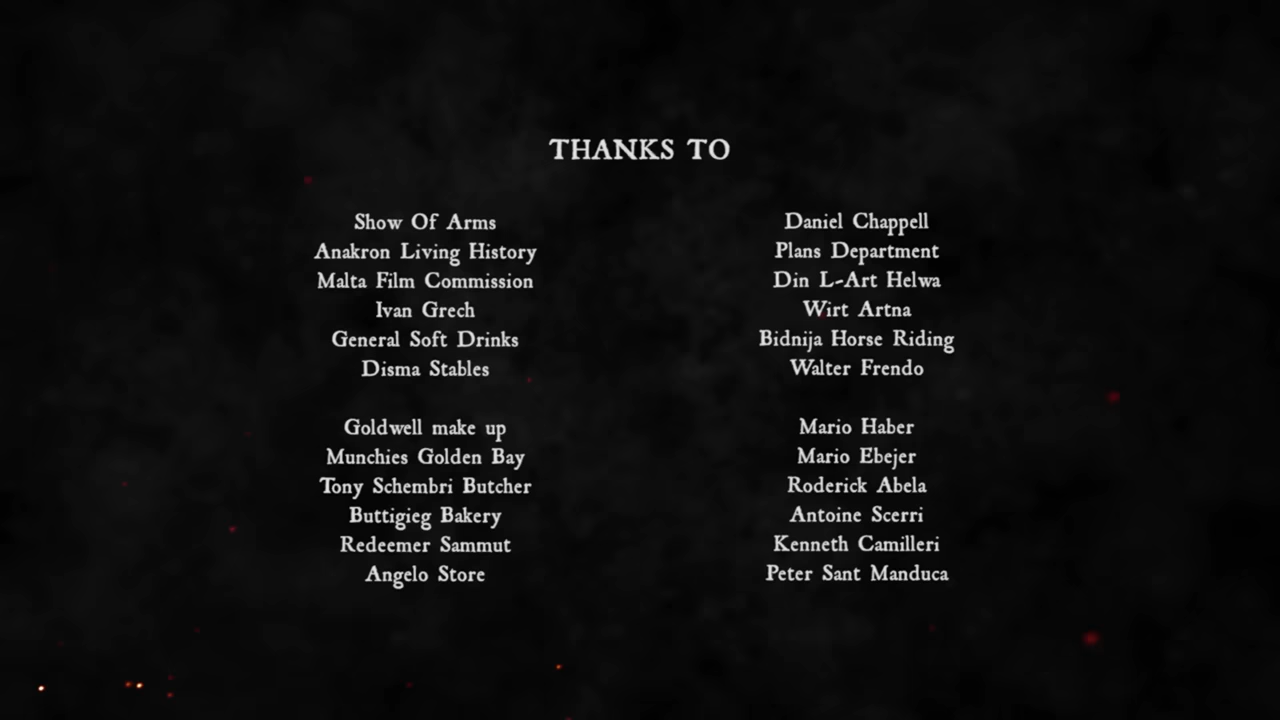 THANKS TO
Show Of Arms
Anakron Living History
Malta Film Commission
Ivan Grech
General Soft Drinks
Disma Stables
Goldwell make up
Munchies Golden Bay
Tony Schembri Butcher
Buttigieg Bakery
Redeemer Sammut
Angelo Store
Daniel Chappell
Plans Department
Din L-Art Helwa
Wirt Artna
Bidnija Horse Riding
Walter Frendo
Mario Haber
Mario Ebejer
Roderick Abela
Antoine Scerri
Kenneth Camilleri
Peter Sant Manduca